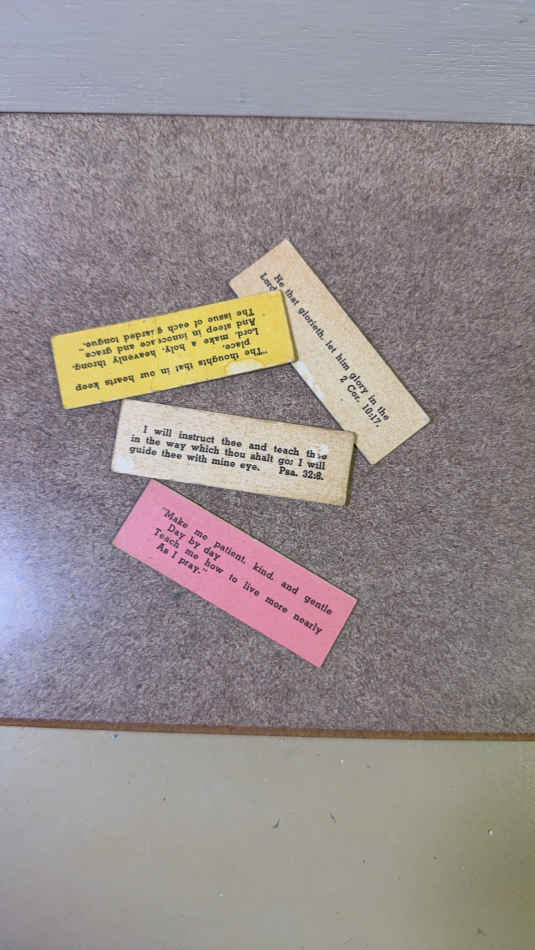 He that glorieth, let him glory in the
Lord
2 Cor. 10:17.
"The thoughts that in our hearts keep
place,
Lord, make a holy, heavenly throng,
And steep in innocence and grace
The issue of each g arded tongue."
I will instruct thee and teach thee
in the way which thou shalt go: I will
guide thee with mine eye. Psa. 32:8.
"Make me patient, kind, and gentle
Day by day
Teach me how to live more nearly
As I pray."